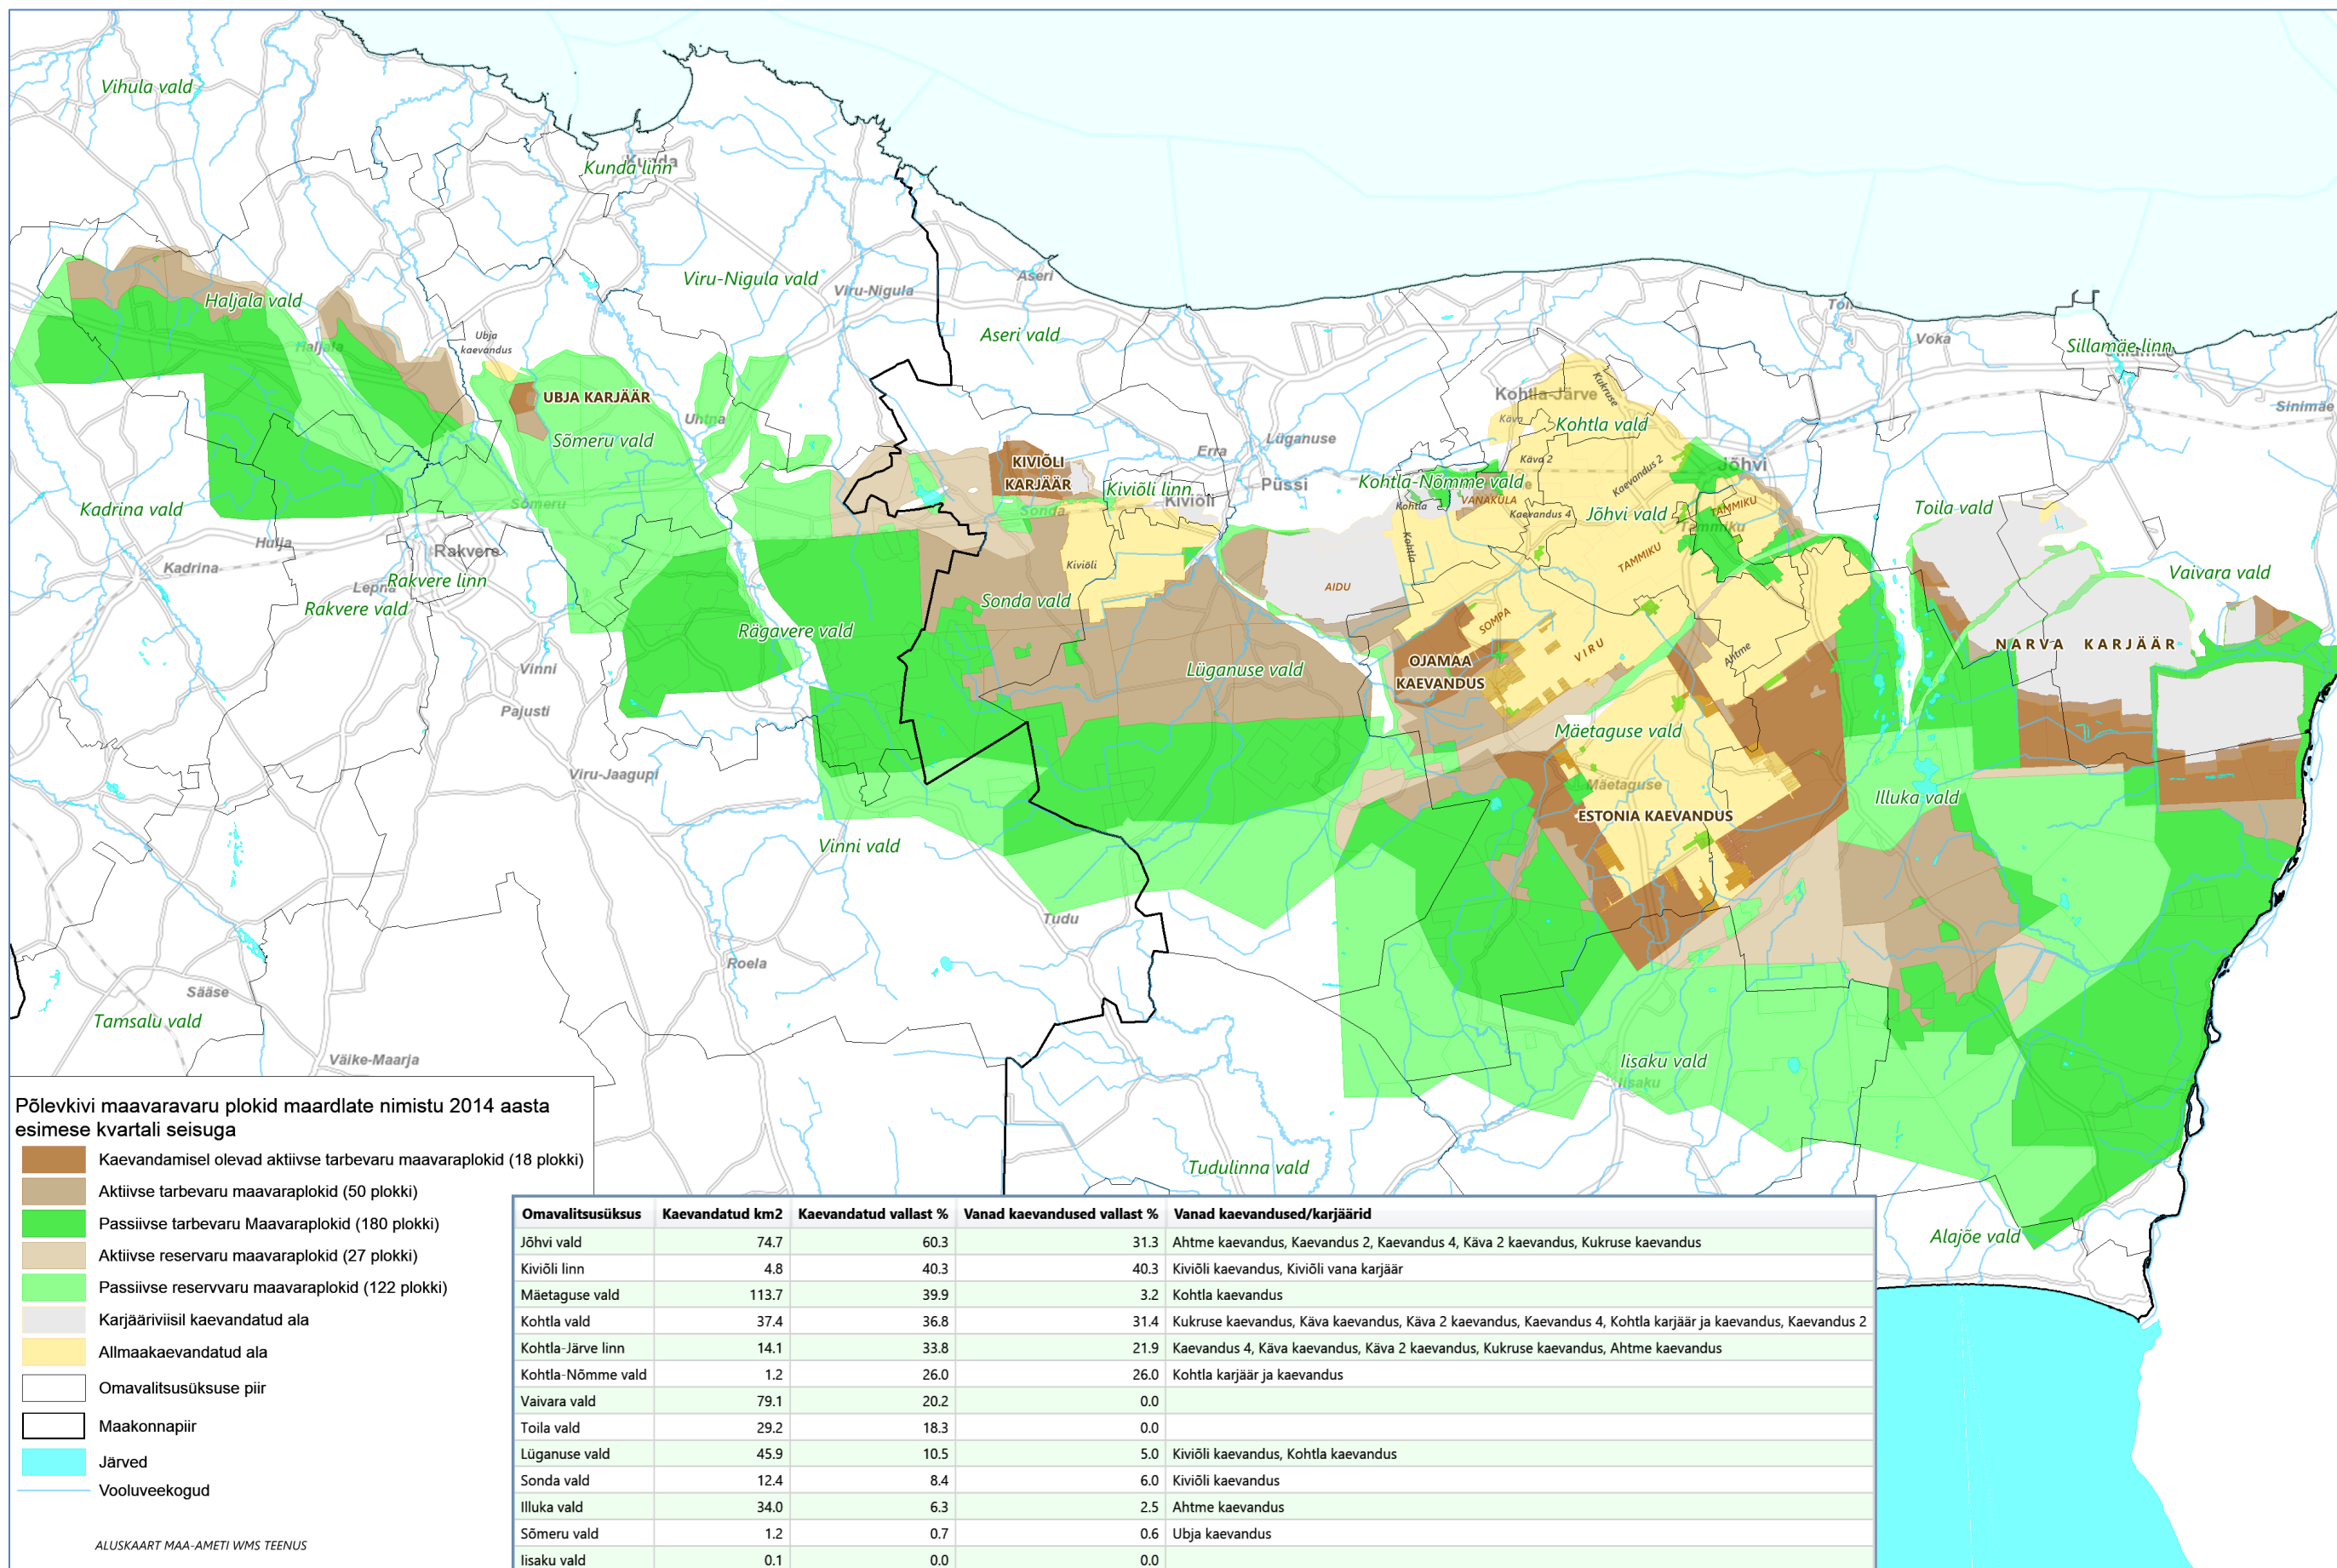 Vihula vald
Kunda
Kunda linn
Viru-Nigula vald
Viru-Nigula
Aseri
Aseri vald
Haljala vald
Haljala
Ubja
kaevandus
UBJA KARJÄÄR
Uhtna
Sõmeru vald
Sõmeru
Toila
Voka
Sillamäe linn
Sinimäe
Kohtla-Järve
Kukruse
Käva
Kohtla vald
Käva 2
Kaevandus 2
Jõhvi
Erra
Lüganuse
Püssi
KIVIÕLI
KARJÄÄR
Kiviõli linn
Kiviõli
Sonda
Kohtla-Nõmme vald
VANAKÜLA
Kohtla
Kaevandus 4
Jõhvi vald
TAMMIKU
Tammiku
Toila vald
Kadrina vald
Hulja
Kadrina
Rakvere
Rakvere linn
Lepna
Rakvere vald
Kohtla
TAMMIKU
Kiviõli
AIDU
Vaivara vald
Sonda vald
SOMPA
Rägavere vald
VIRU
Ahtme
NARVA KARJÄÄR
Vinni
Lüganuse vald
OJAMAA
KAEVANDUS
Pajusti
Mäetaguse vald
Viru-Jaagupi
Mäetaguse
Illuka vald
ESTONIA KAEVANDUS
Vinni vald
Tudu
Roela
Sääse
Tamsalu vald
Väike-Maarja
Iisaku vald
Iisaku
Tudulinna vald
Alajõe vald
Põlevkivi maavaravaru plokid maardlate nimistu 2014 aasta
esimese kvartali seisuga
Kaevandamisel olevad aktiivse tarbevaru maavaraplokid (18 plokki)
Aktiivse tarbevaru maavaraplokid (50 plokki)
Passiivse tarbevaru Maavaraplokid (180 plokki)
Aktiivse reservaru maavaraplokid (27 plokki)
Passiivse reservvaru maavaraplokid (122 plokki)
Karjääriviisil kaevandatud ala
Allmaakaevandatud ala
Omavalitsusüksuse piir
Maakonnapiir
Järved
Vooluveekogud
ALUSKAART MAA-AMETI WMS TEENUS
Omavalitsusüksus Kaevandatud km2 Kaevandatud vallast % Vanad kaevandused vallast % Vanad kaevandused/karjäärid
Jõhvi vald 74.7 60.3 31.3 Ahtme kaevandus, Kaevandus 2, Kaevandus 4, Käva 2 kaevandus, Kukruse kaevandus
Kiviõli linn 4.8 40.3 40.3 Kiviõli kaevandus, Kiviõli vana karjäär
Mäetaguse vald 113.7 39.9 3.2 Kohtla kaevandus
Kohtla vald 37.4 36.8 31.4 Kukruse kaevandus, Käva kaevandus, Käva 2 kaevandus, Kaevandus 4, Kohtla karjäär ja kaevandus, Kaevandus 2
Kohtla-Järve linn 14.1 33.8 21.9 Kaevandus 4, Käva kaevandus, Käva 2 kaevandus, Kukruse kaevandus, Ahtme kaevandus
Kohtla-Nõmme vald 1.2 26.0 26.0 Kohtla karjäär ja kaevandus
Vaivara vald 79.1 20.2 0.0
Toila vald 29.2 18.3 0.0
Lüganuse vald 45.9 10.5 5.0 Kiviõli kaevandus, Kohtla kaevandus
Sonda vald 12.4 8.4 6.0 Kiviõli kaevandus
Illuka vald 34.0 6.3 2.5 Ahtme kaevandus
Sõmeru vald 1.2 0.7 0.6 Ubja kaevandus
Iisaku vald 0.1 0.0 0.0